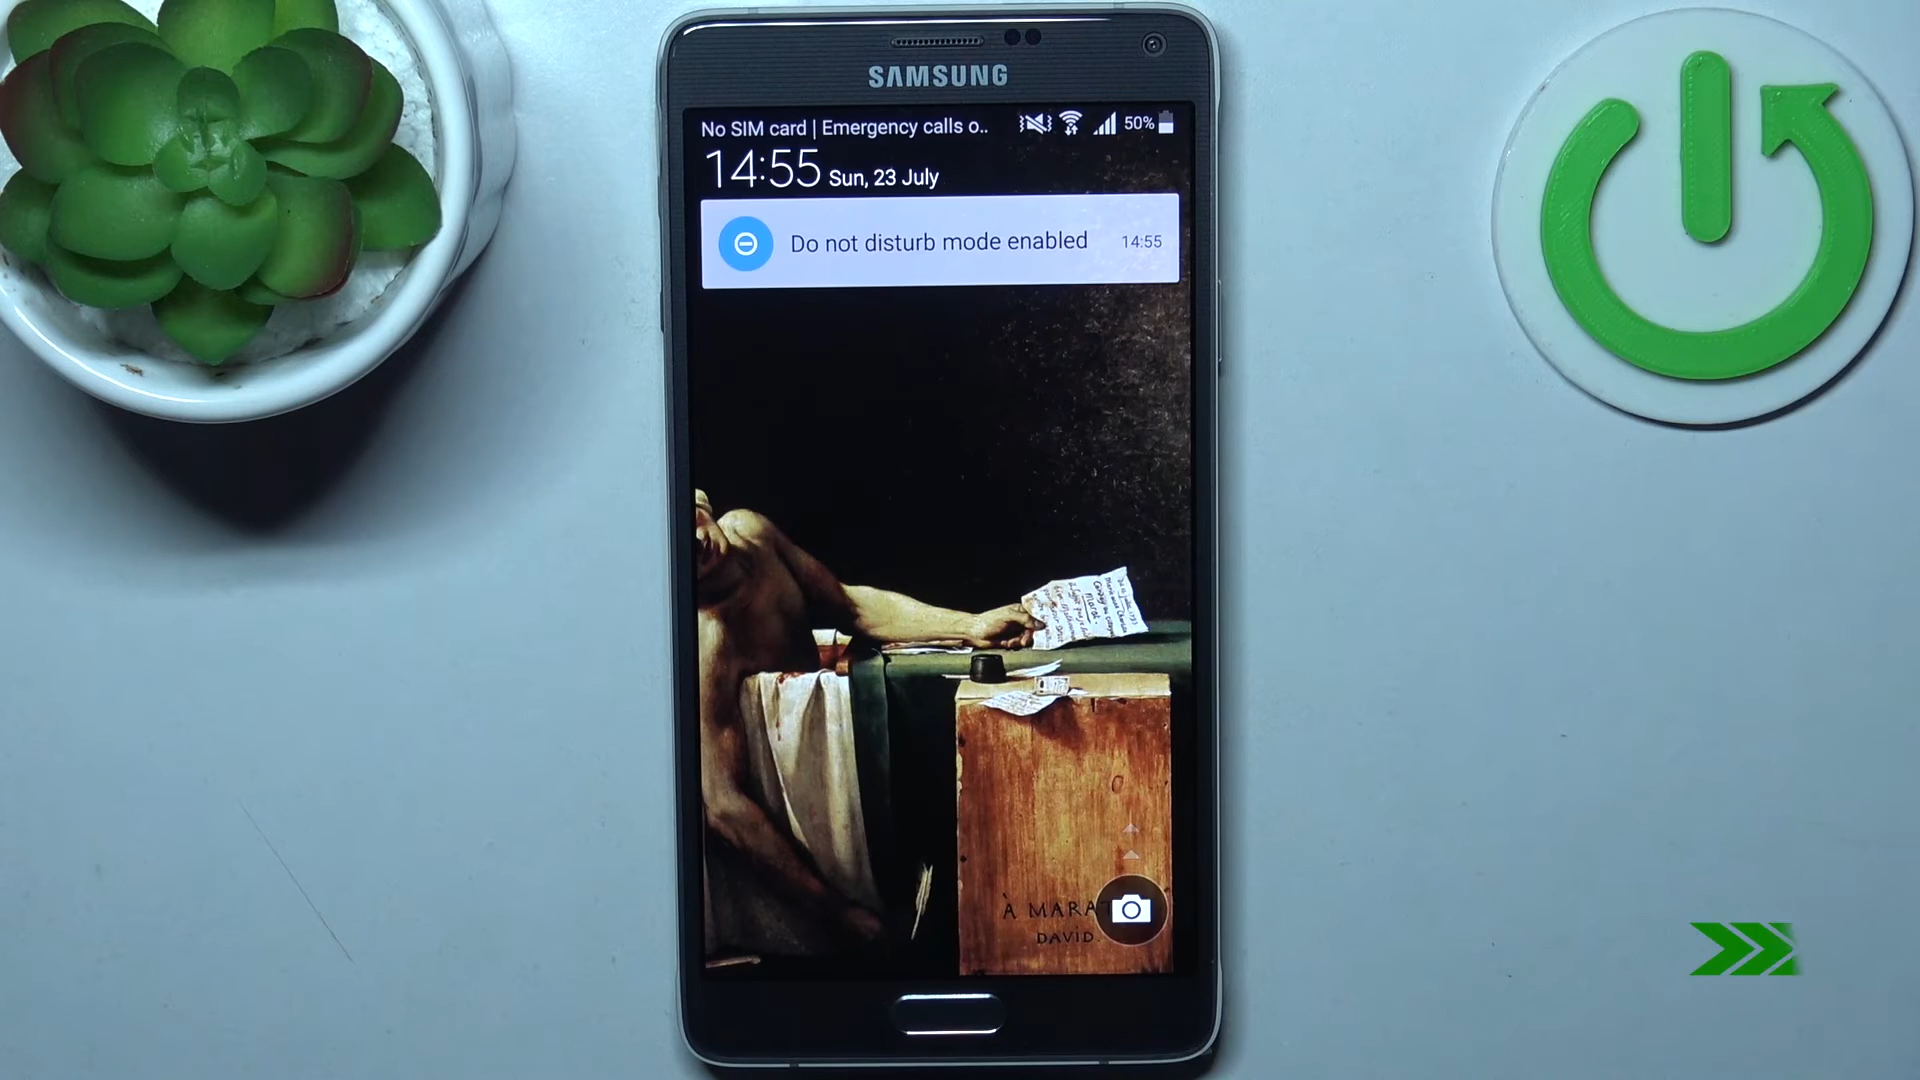 SAMSUNG
No SIM card | Emergency calls o..
50%
14:55 Sun, 23 July
Do not disturb mode enabled
14:55
À MARAT
DAVID